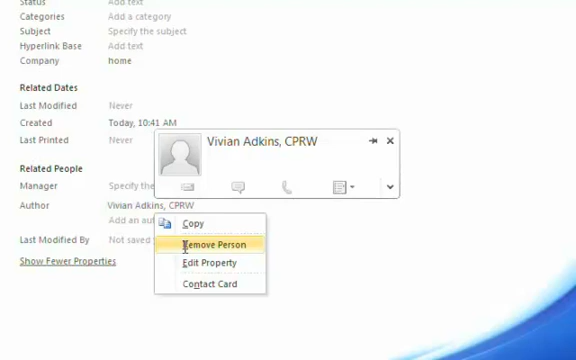 Status Add text
Categories Add a category
Subject Specify the subject
Hyperlink Base Add text
Company home
Related Dates
Last Modified Never
Created Today, 10:41 AM
Last Printed Never
Vivian Adkins, CPRW
Related People
Manager Specify the
Author Vivian Adkins, CPRW
Add an
Copy
Remove Person
Last Modified By Not saved
Edit Property
Show Fewer Properties
Contact Card